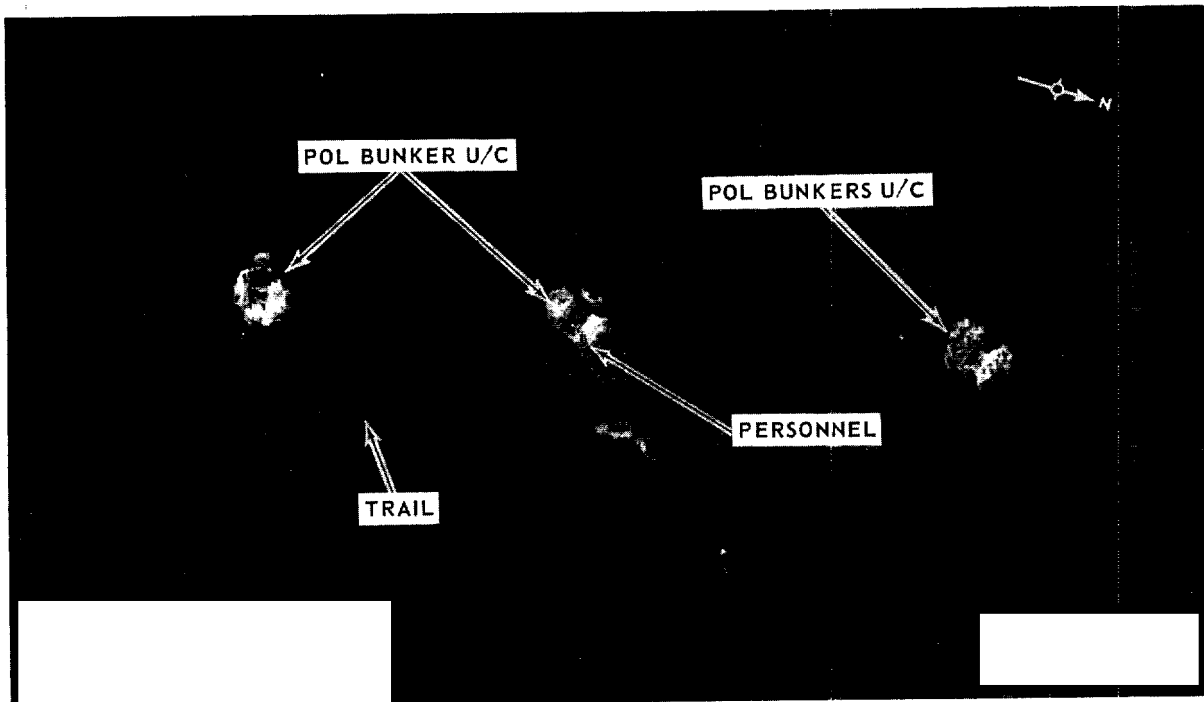 N
POL BUNKER U/C
POL BUNKERS U/C
PERSONNEL
TRAIL